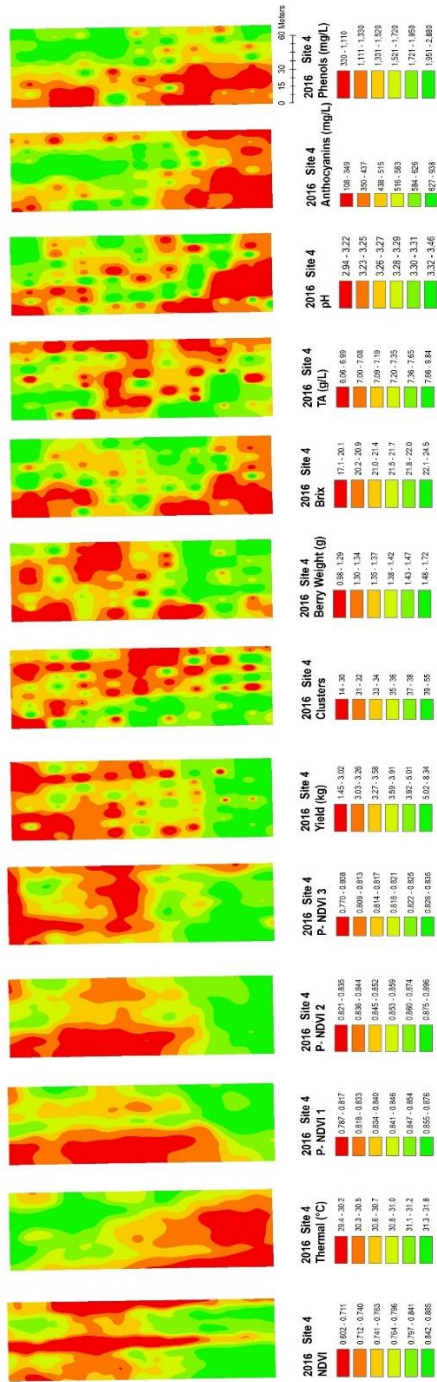 2016 Site 4
NDVI
0.602 - 0.711
0.712 - 0.740
0.741 - 0.763
0.764 - 0.796
0.797 - 0.841
0.842 - 0.885
2016 Site 4
Thermal (°C)
29.4 - 30.2
30.3 - 30.5
30.6 - 30.7
30.8 - 31.0
31.1 - 31.2
31.3 - 31.8
2016 Site 4
P- NDVI 1
0.787 - 0.817
0.818 - 0.833
0.834 - 0.840
0.841 - 0.846
0.847 - 0.854
0.855 - 0.876
2016 Site 4
P- NDVI 2
0.821 - 0.835
0.836 - 0.844
0.845 - 0.852
0.853 - 0.859
0.860 - 0.874
0.875 - 0.896
2016 Site 4
P- NDVI 3
0.770 - 0.808
0.809 - 0.813
0.814 - 0.817
0.818 - 0.821
0.822 - 0.825
0.826 - 0.835
2016 Site 4
Yield (kg)
1.45 - 3.02
3.03 - 3.26
3.27 - 3.58
3.59 - 3.91
3.92 - 5.01
5.02 - 8.34
2016 Site 4
Clusters
14 - 30
31 - 32
33 - 34
35 - 36
37 - 38
39 - 55
2016 Site 4
Berry Weight (g)
0.98 - 1.29
1.30 - 1.34
1.35 - 1.37
1.38 - 1.42
1.43 - 1.47
1.48 - 1.72
2016 Site 4
Brix
17.1 - 20.1
20.2 - 20.9
21.0 - 21.4
21.5 - 21.7
21.8 - 22.0
22.1 - 24.5
2016 Site 4
TA (g/L)
6.06 - 6.99
7.00 - 7.08
7.09 - 7.19
7.20 - 7.35
7.36 - 7.65
7.66 - 9.84
2016 Site 4
pH
2.94 - 3.22
3.23 - 3.25
3.26 - 3.27
3.28 - 3.29
3.30 - 3.31
3.32 - 3.46
2016 Site 4
Anthocyanins (mg/L)
108 - 349
350 - 437
438 - 515
516 - 583
584 - 626
627 - 938
0 15 30 60 Meters
2016 Site 4
Phenols (mg/L)
330 - 1,110
1,111 - 1,330
1,331 - 1,520
1,521 - 1,720
1,721 - 1,950
1,951 - 2,880